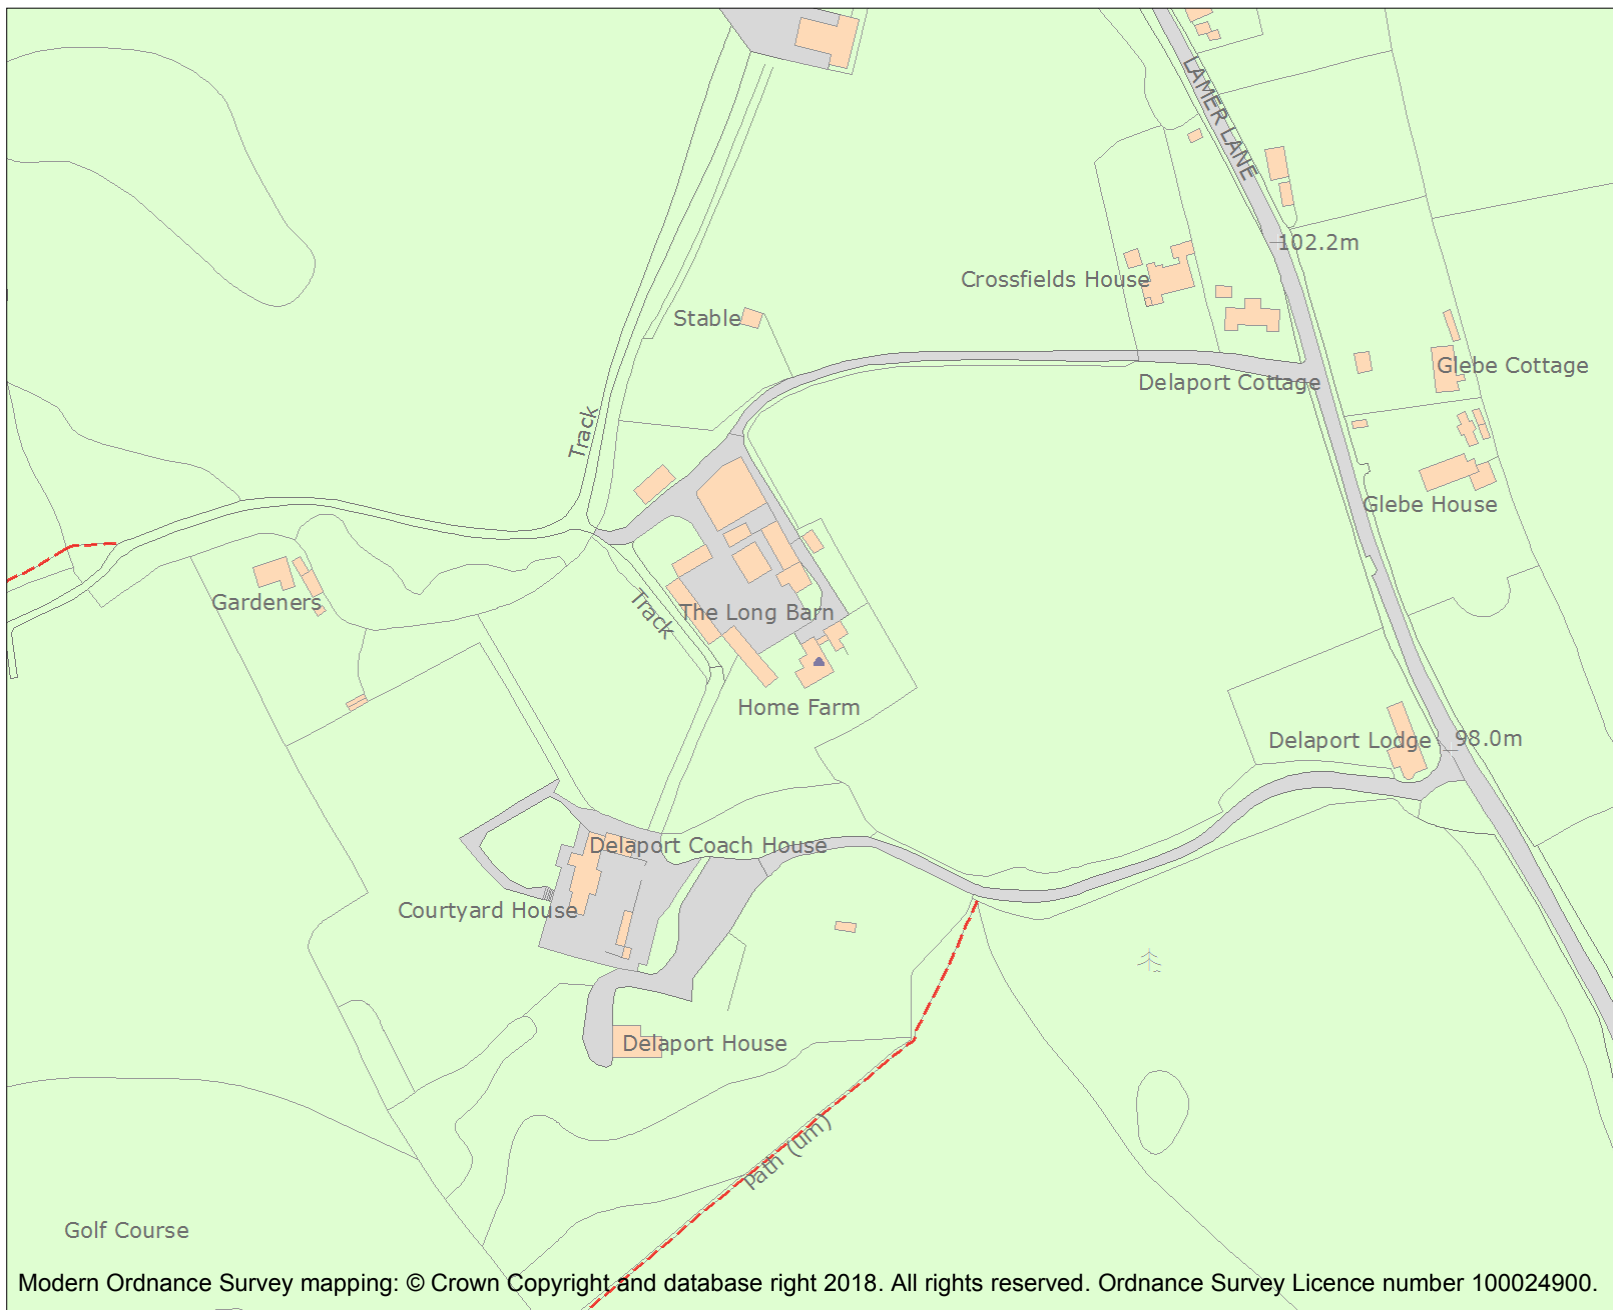 LAMER LANE
102.2m
Crossfields House
Stable
Glebe Cottage
Delaport Cottage
Track
Glebe House
Gardeners
Track
The Long Barn
Home Farm
Delaport Lodge
98.0m
Delaport Coach House
Courtyard House
Delaport House
Path (um)
Golf Course
Modern Ordnance Survey mapping: © Crown Copyright and database right 2018. All rights reserved. Ordnance Survey Licence number 100024900.